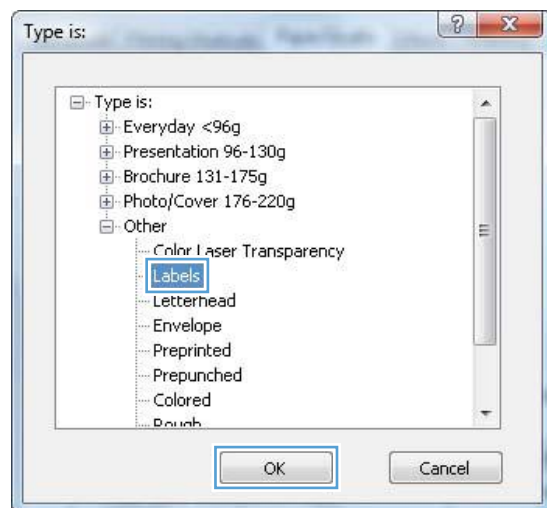 Type is:
Type is:
Everyday <96g
Presentation 96-130g
Brochure 131-175g
Photo/Cover 176-220g
Other
Color Laser Transparency
Labels
Letterhead
Envelope
Preprinted
Prepunched
Colored
Rough
OK Cancel